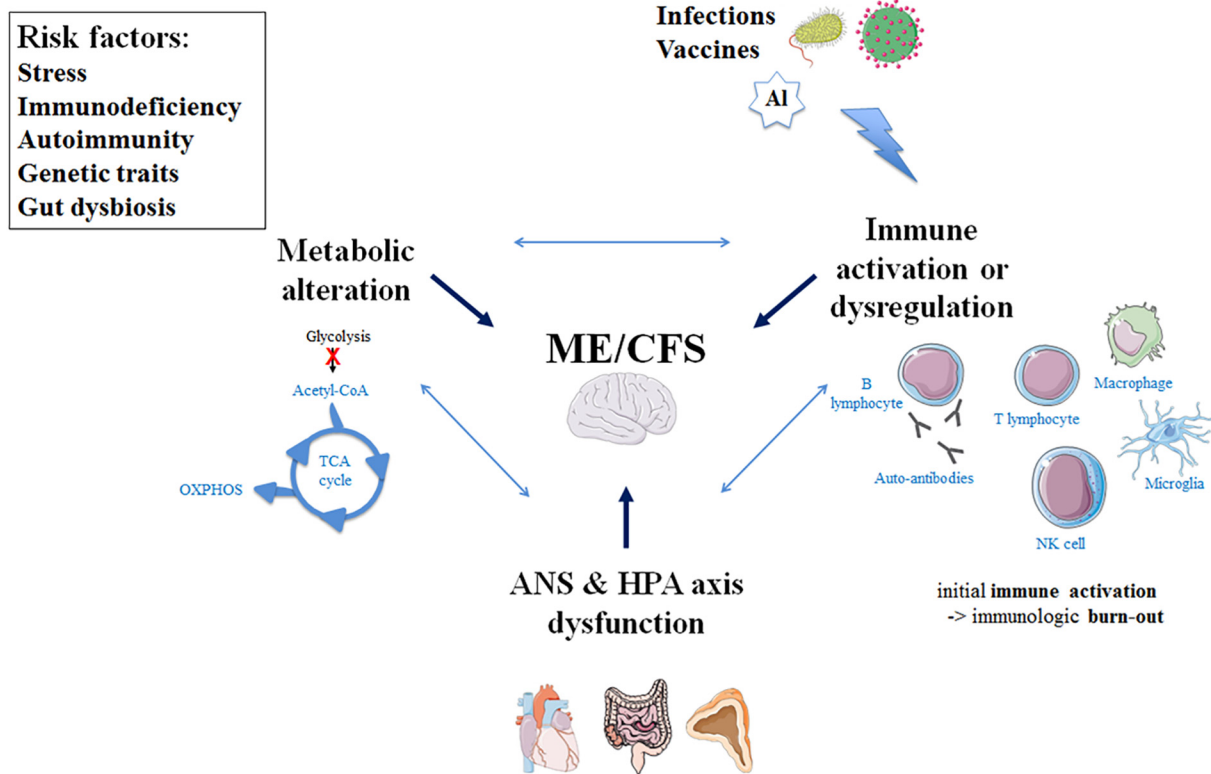 Risk factors:
Stress
Immunodeficiency
Autoimmunity
Genetic traits
Gut dysbiosis
Infections
Vaccines
Al
Metabolic
alteration
Immune
activation or
dysregulation
ME/CFS
Glycolysis
X
Acetyl-CoA
TCA
cycle
OXPHOS
B
lymphocyte
Auto-antibodies
T lymphocyte
Macrophage
Microglia
NK cell
initial immune activation
-> immunologic burn-out
ANS & HPA axis
dysfunction